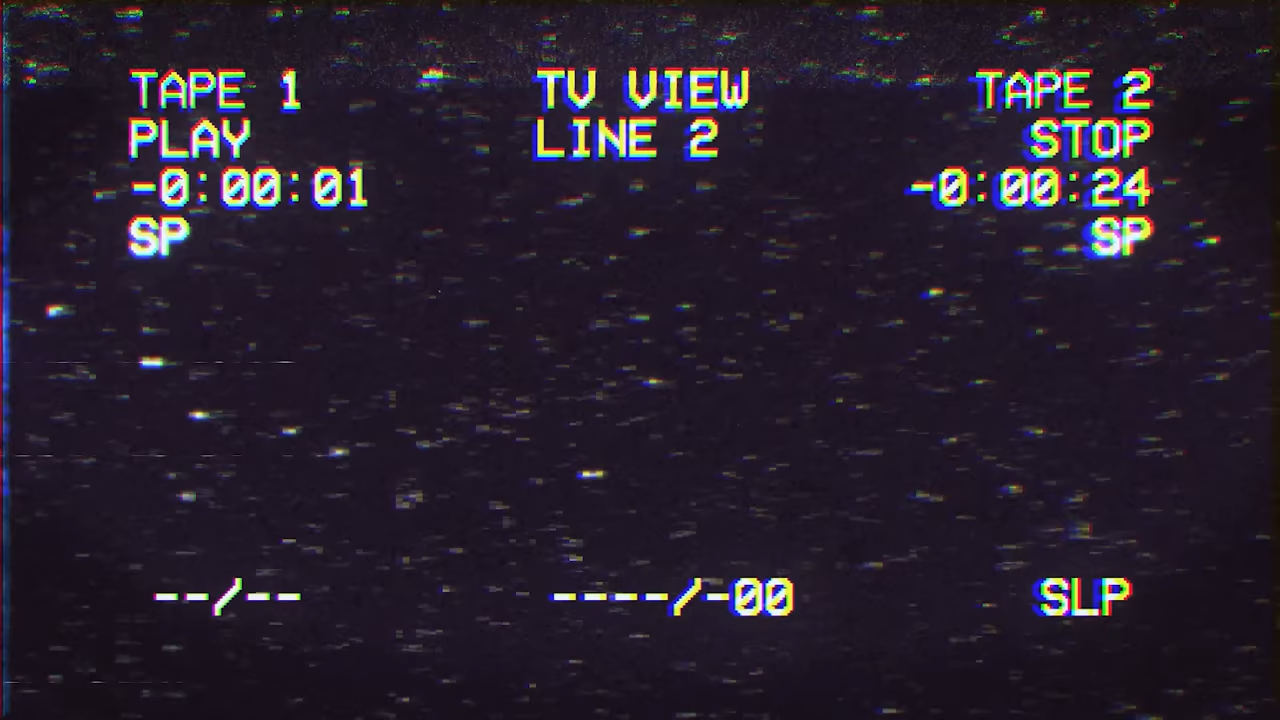 TAPE 1
PLAY
-0:00:01
SP
TV VIEW
LINE 2
TAPE 2
STOP
-0:00:24
SP
--/--
----/-00
SLP